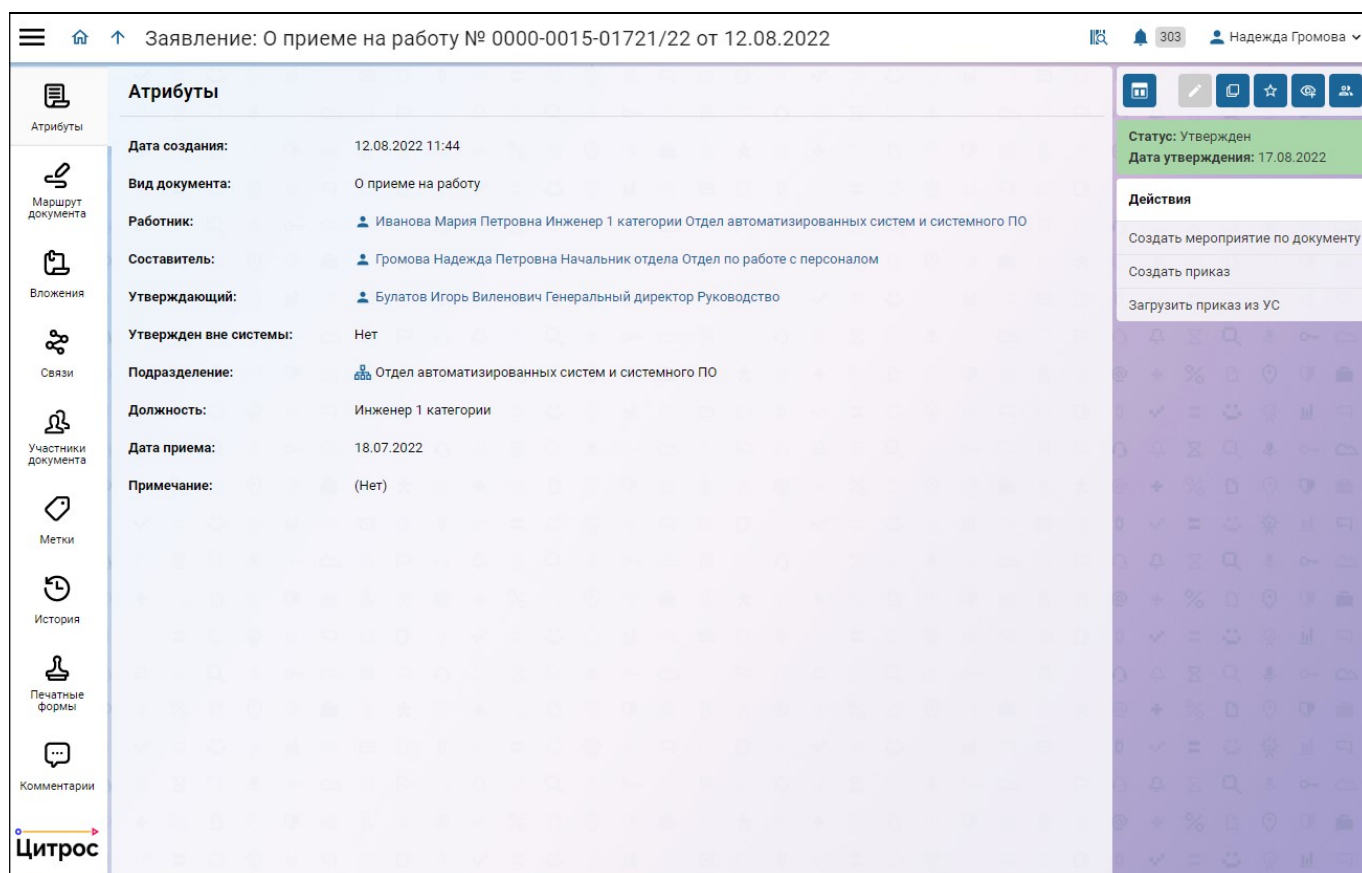 Заявление: О приеме на работу № 0000-0015-01721/22 от 12.08.2022
303
Надежда Громова
Атрибуты
Маршрут
документа
Вложения
Связи
Участники
документа
Метки
История
Печатные
формы
Комментарии
Цитрос
Атрибуты
Дата создания: 12.08.2022 11:44
Вид документа: О приеме на работу
Работник: Иванова Мария Петровна Инженер 1 категории Отдел автоматизированных систем и системного ПО
Составитель: Громова Надежда Петровна Начальник отдела Отдел по работе с персоналом
Утверждающий: Булатов Игорь Виленович Генеральный директор Руководство
Утвержден вне системы: Нет
Подразделение: Отдел автоматизированных систем и системного ПО
Должность: Инженер 1 категории
Дата приема: 18.07.2022
Примечание: (Нет)
Статус: Утвержден
Дата утверждения: 17.08.2022
Действия
Создать мероприятие по документу
Создать приказ
Загрузить приказ из УС